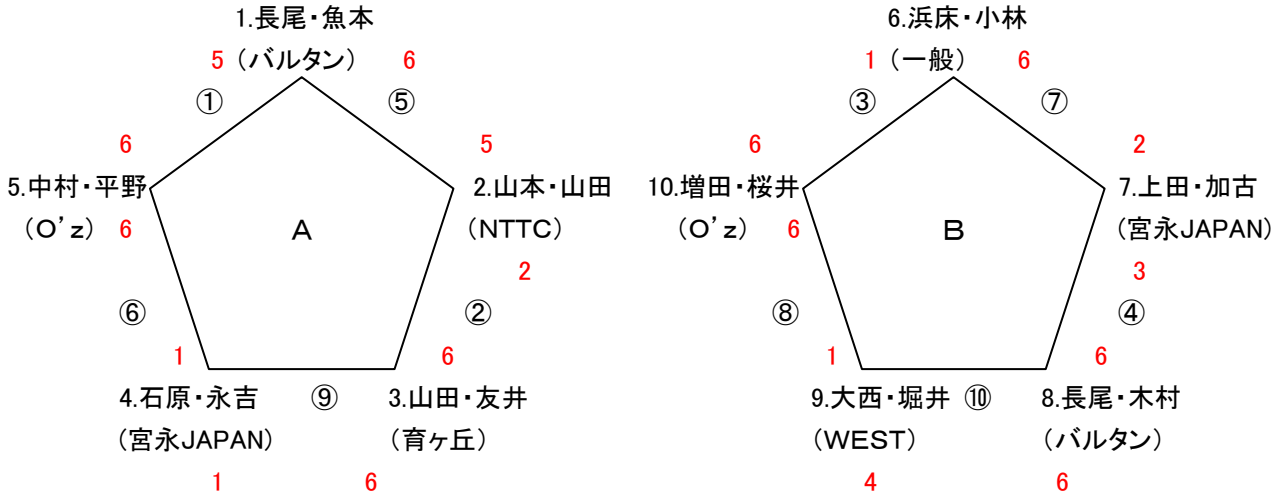 1.長尾・魚本
6.浜床・小林
5
(バルタン)
6
1
(一般)
6
①
⑤
③
⑦
6
5
6
2
5.中村・平野
2.山本・山田
10.増田・桜井
7.上田・加古
(O’z)
6
A
(NTTC)
(O’z)
6
B
(宮永JAPAN)
2
3
⑥
②
⑧
④
1
6
1
6
4.石原・永吉
⑨
3.山田・友井
9.大西・堀井
⑩
8.長尾・木村
(宮永JAPAN)
(育ヶ丘)
(WEST)
(バルタン)
1
6
4
6